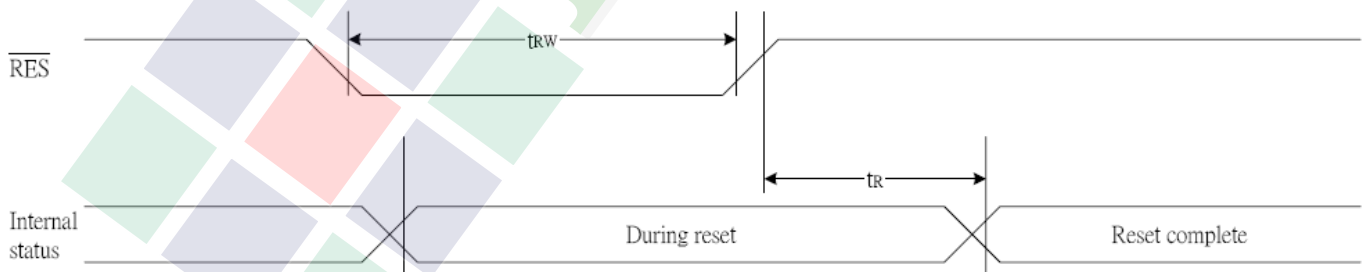 RES
tRW
tR
Internal
status
During reset
Reset complete